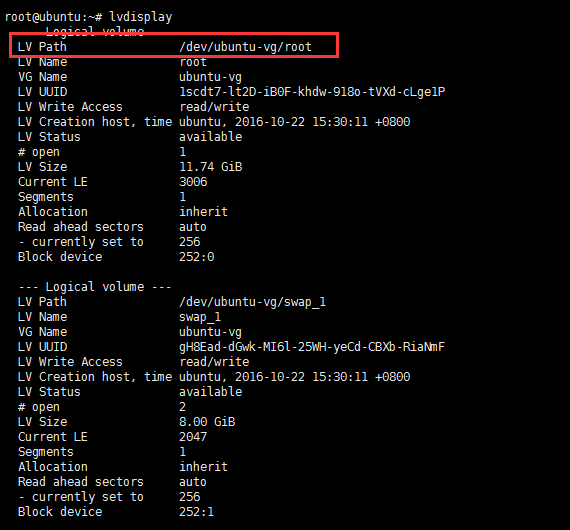 root@ubuntu:~# lvdisplay
--- Logical volume ---
LV Path /dev/ubuntu-vg/root
LV Name root
VG Name ubuntu-vg
LV UUID 1scdt7-lt2D-iB0F-khdw-918o-tVXd-cLge1P
LV Write Access read/write
LV Creation host, time ubuntu, 2016-10-22 15:30:11 +0800
LV Status available
# open 1
LV Size 11.74 GiB
Current LE 3006
Segments 1
Allocation inherit
Read ahead sectors auto
- currently set to 256
Block device 252:0
--- Logical volume ---
LV Path /dev/ubuntu-vg/swap_1
LV Name swap_1
VG Name ubuntu-vg
LV UUID gH8Ead-dGwk-MI6l-25WH-yeCd-CBXb-RiaNmF
LV Write Access read/write
LV Creation host, time ubuntu, 2016-10-22 15:30:11 +0800
LV Status available
# open 2
LV Size 8.00 GiB
Current LE 2047
Segments 1
Allocation inherit
Read ahead sectors auto
- currently set to 256
Block device 252:1